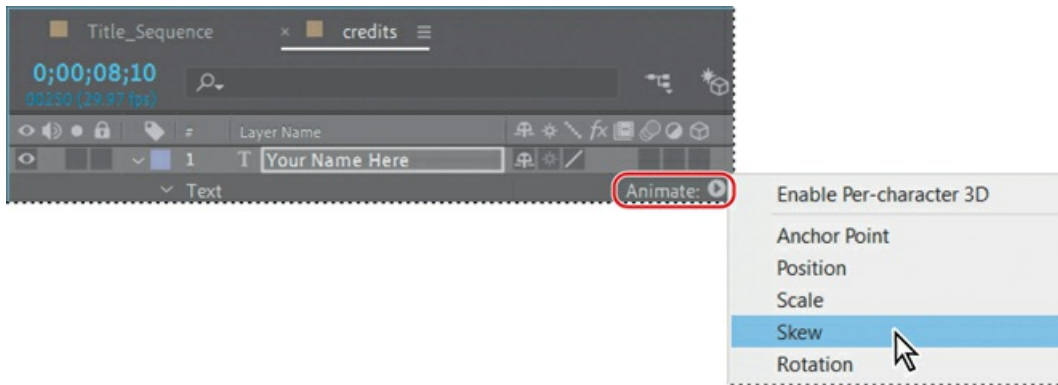 Title_Sequence × credits
0;00;08;10
00250 (29.97 fps)
# Layer Name fx
1 T Your Name Here
Text Animate:
Enable Per-character 3D
Anchor Point
Position
Scale
Skew
Rotation